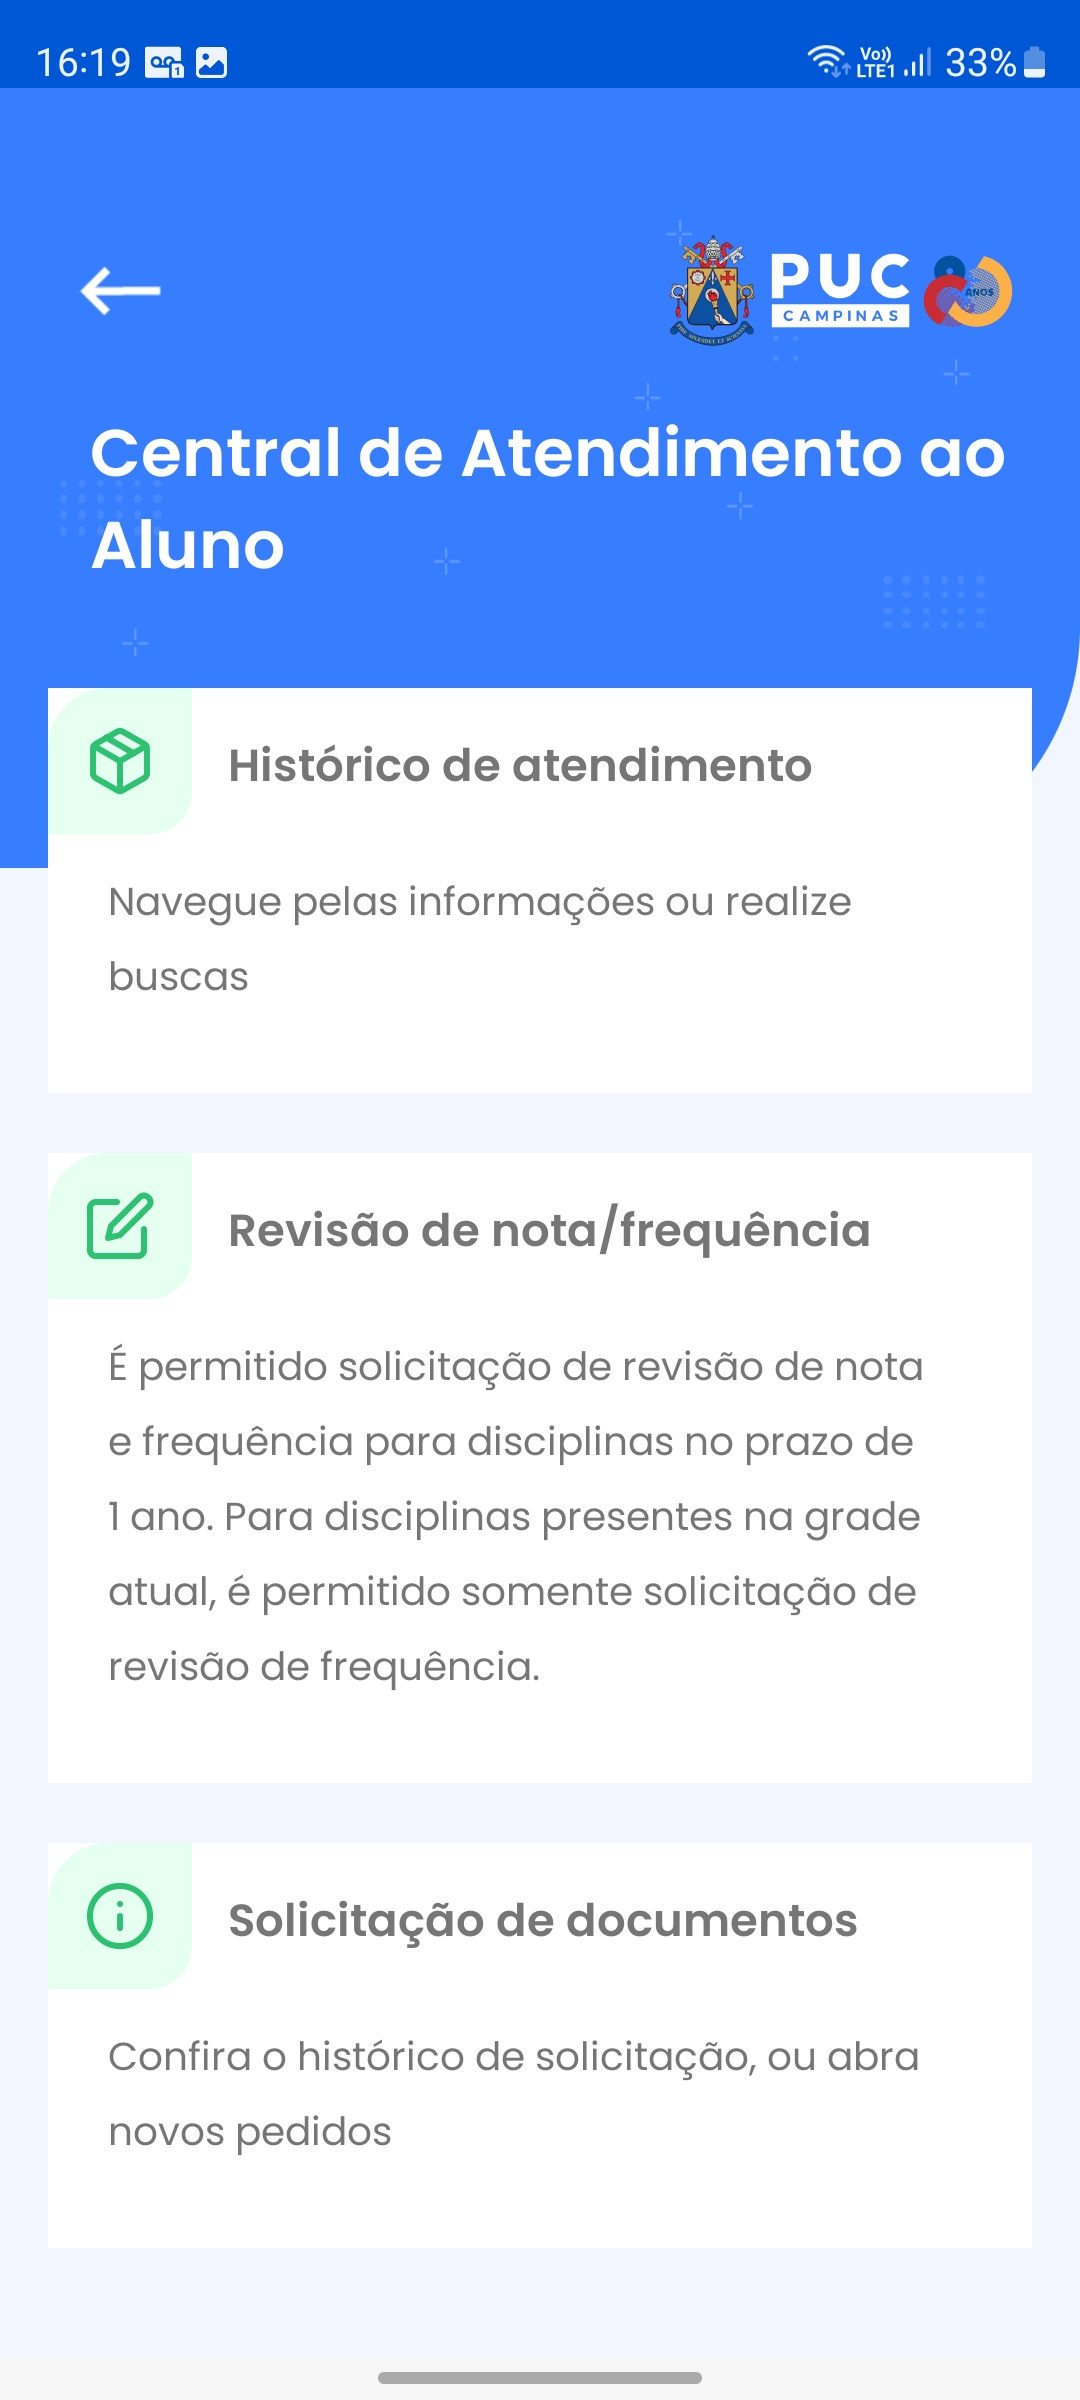 16:19
Vo))
LTE1
33%
PUC
CAMPINAS
ANOS
Central de Atendimento ao
Aluno
Histórico de atendimento
Navegue pelas informações ou realize
buscas
Revisão de nota/frequência
É permitido solicitação de revisão de nota
e frequência para disciplinas no prazo de
1 ano. Para disciplinas presentes na grade
atual, é permitido somente solicitação de
revisão de frequência.
Solicitação de documentos
Confira o histórico de solicitação, ou abra
novos pedidos